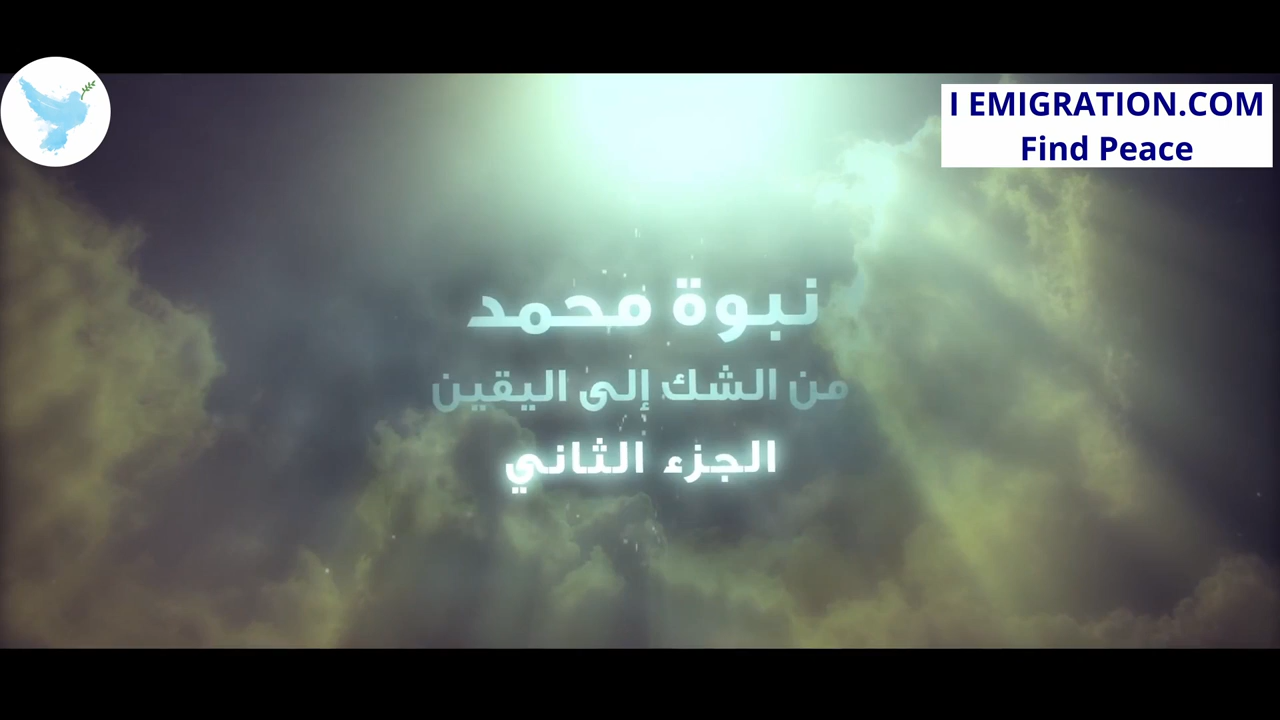 I EMIGRATION.COM
Find Peace
نبوة محمد
من الشك إلى اليقين
الجزء الثاني